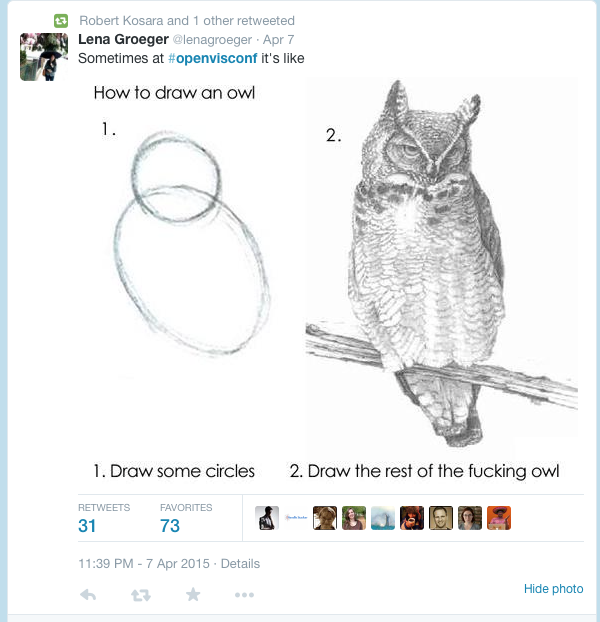 Robert Kosara and 1 other retweeted
Lena Groeger @lenagroeger · Apr 7
Sometimes at #openvisconf it's like
How to draw an owl
1.
2.
1. Draw some circles
2. Draw the rest of the fucking owl
RETWEETS
31
FAVORITES
73
11:39 PM - 7 Apr 2015 · Details
Hide photo